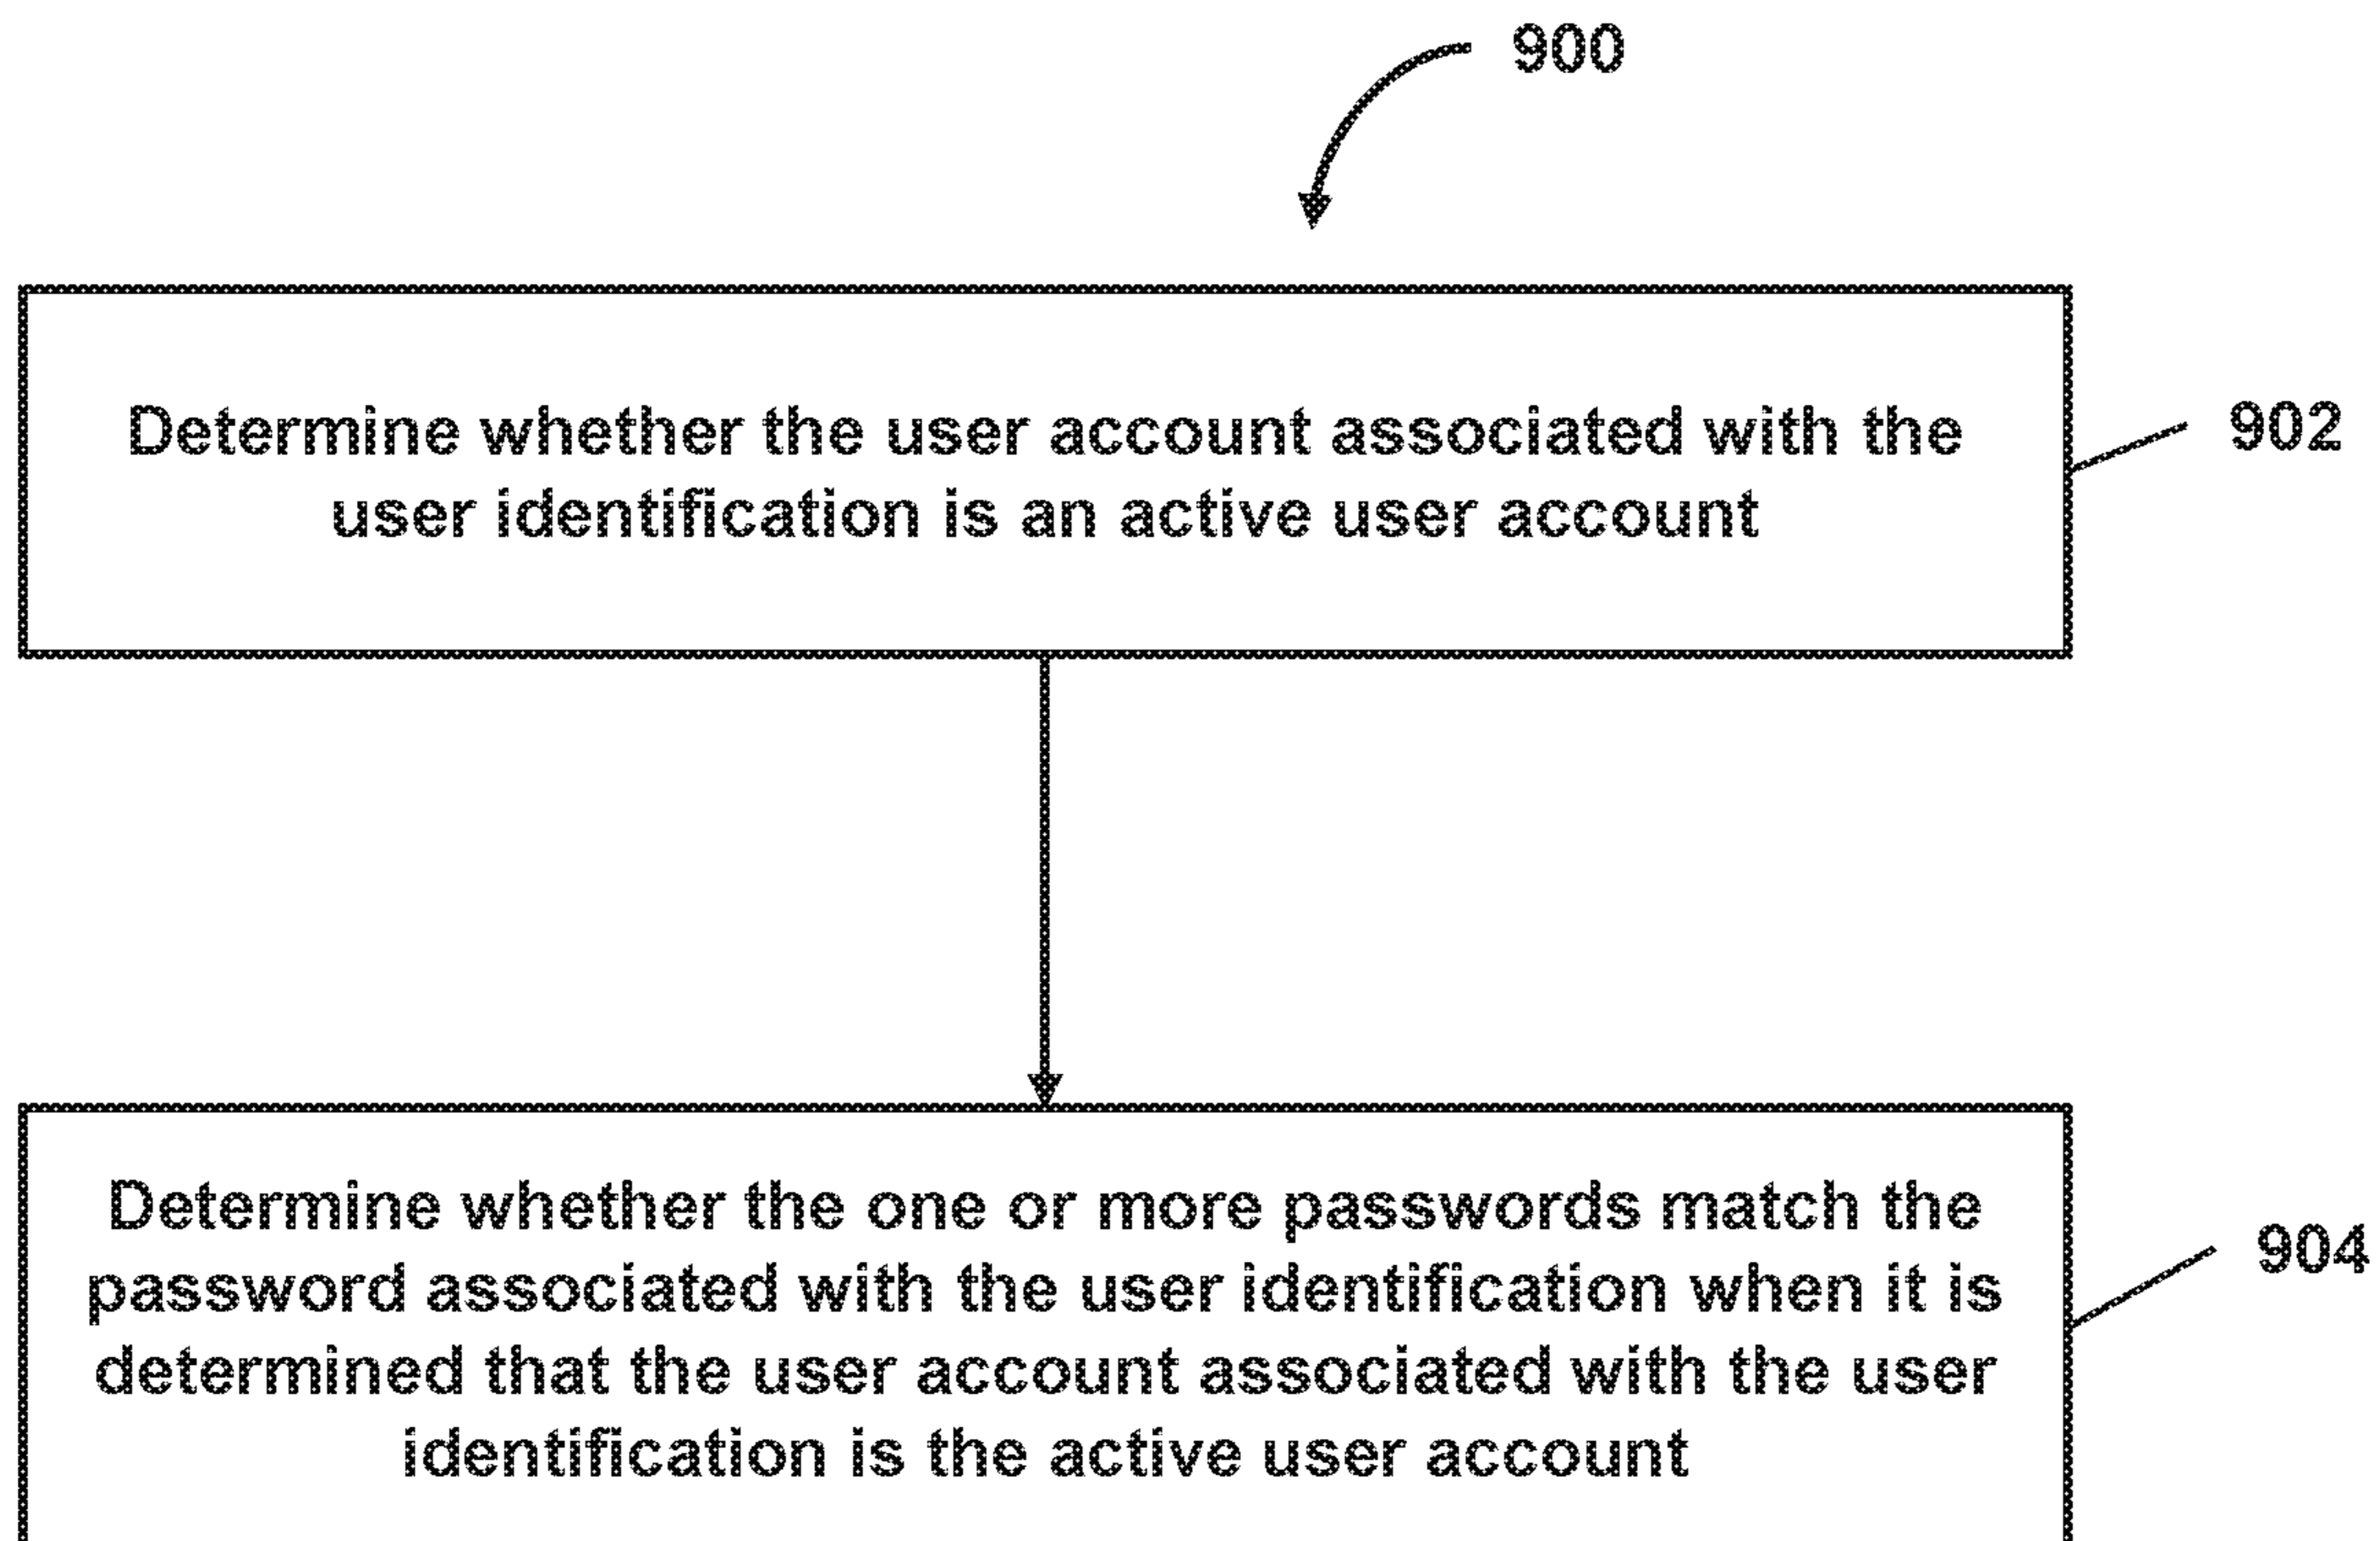 900
Determine whether the user account associated with the
user identification is an active user account
902
Determine whether the one or more passwords match the
password associated with the user identification when it is
determined that the user account associated with the user
identification is the active user account
904